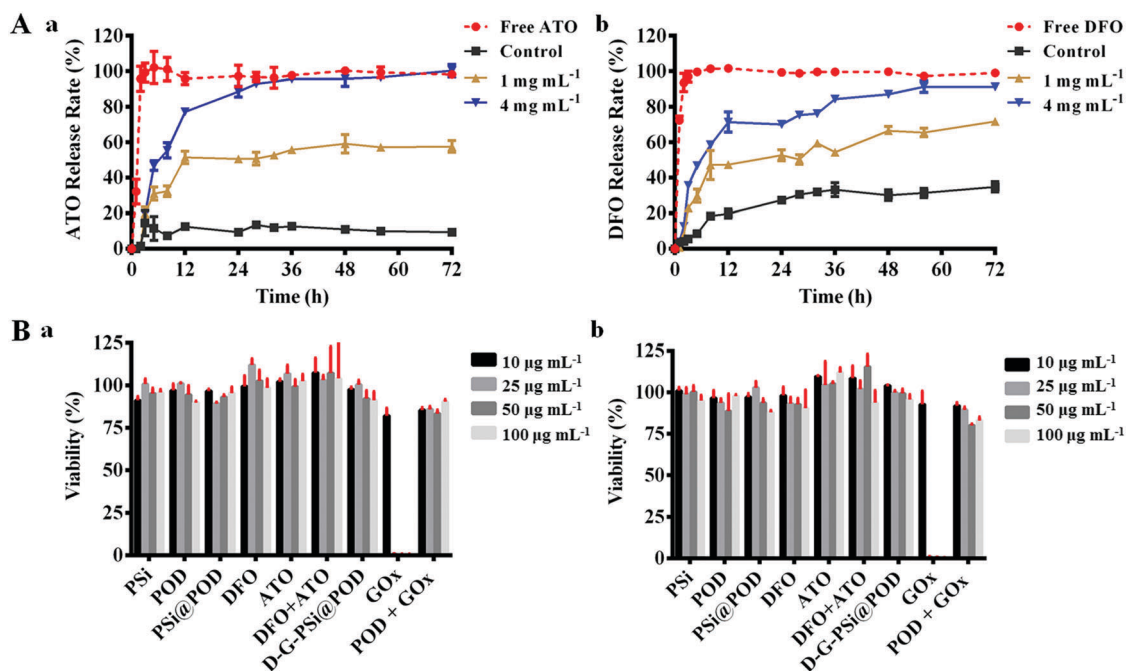 A a
ATO Release Rate (%)
120
100
80
60
40
20
0
0 12 24 36 48 60 72
Time (h)
Free ATO
Control
1 mg mL⁻¹
4 mg mL⁻¹
b
DFO Release Rate (%)
120
100
80
60
40
20
0
0 12 24 36 48 60 72
Time (h)
Free DFO
Control
1 mg mL⁻¹
4 mg mL⁻¹
B a
Viability (%)
125
100
75
50
25
0
PSi
POD
PSi@POD
DFO
ATO
DFO+ATO
D-G-PSi@POD
GOx
POD + GOx
10 µg mL⁻¹
25 µg mL⁻¹
50 µg mL⁻¹
100 µg mL⁻¹
b
Viability (%)
125
100
75
50
25
0
PSi
POD
PSi@POD
DFO
ATO
DFO+ATO
D-G-PSi@POD
GOx
POD + GOx
10 µg mL⁻¹
25 µg mL⁻¹
50 µg mL⁻¹
100 µg mL⁻¹